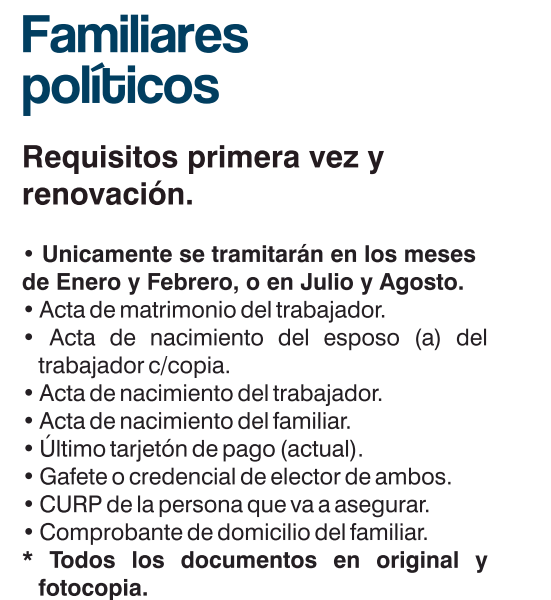 Familiares
políticos
Requisitos primera vez y
renovación.
• Unicamente se tramitarán en los meses
de Enero y Febrero, o en Julio y Agosto.
• Acta de matrimonio del trabajador.
• Acta de nacimiento del esposo (a) del
trabajador c/copia.
• Acta de nacimiento del trabajador.
• Acta de nacimiento del familiar.
• Último tarjetón de pago (actual).
• Gafete o credencial de elector de ambos.
• CURP de la persona que va a asegurar.
• Comprobante de domicilio del familiar.
* Todos los documentos en original y
fotocopia.